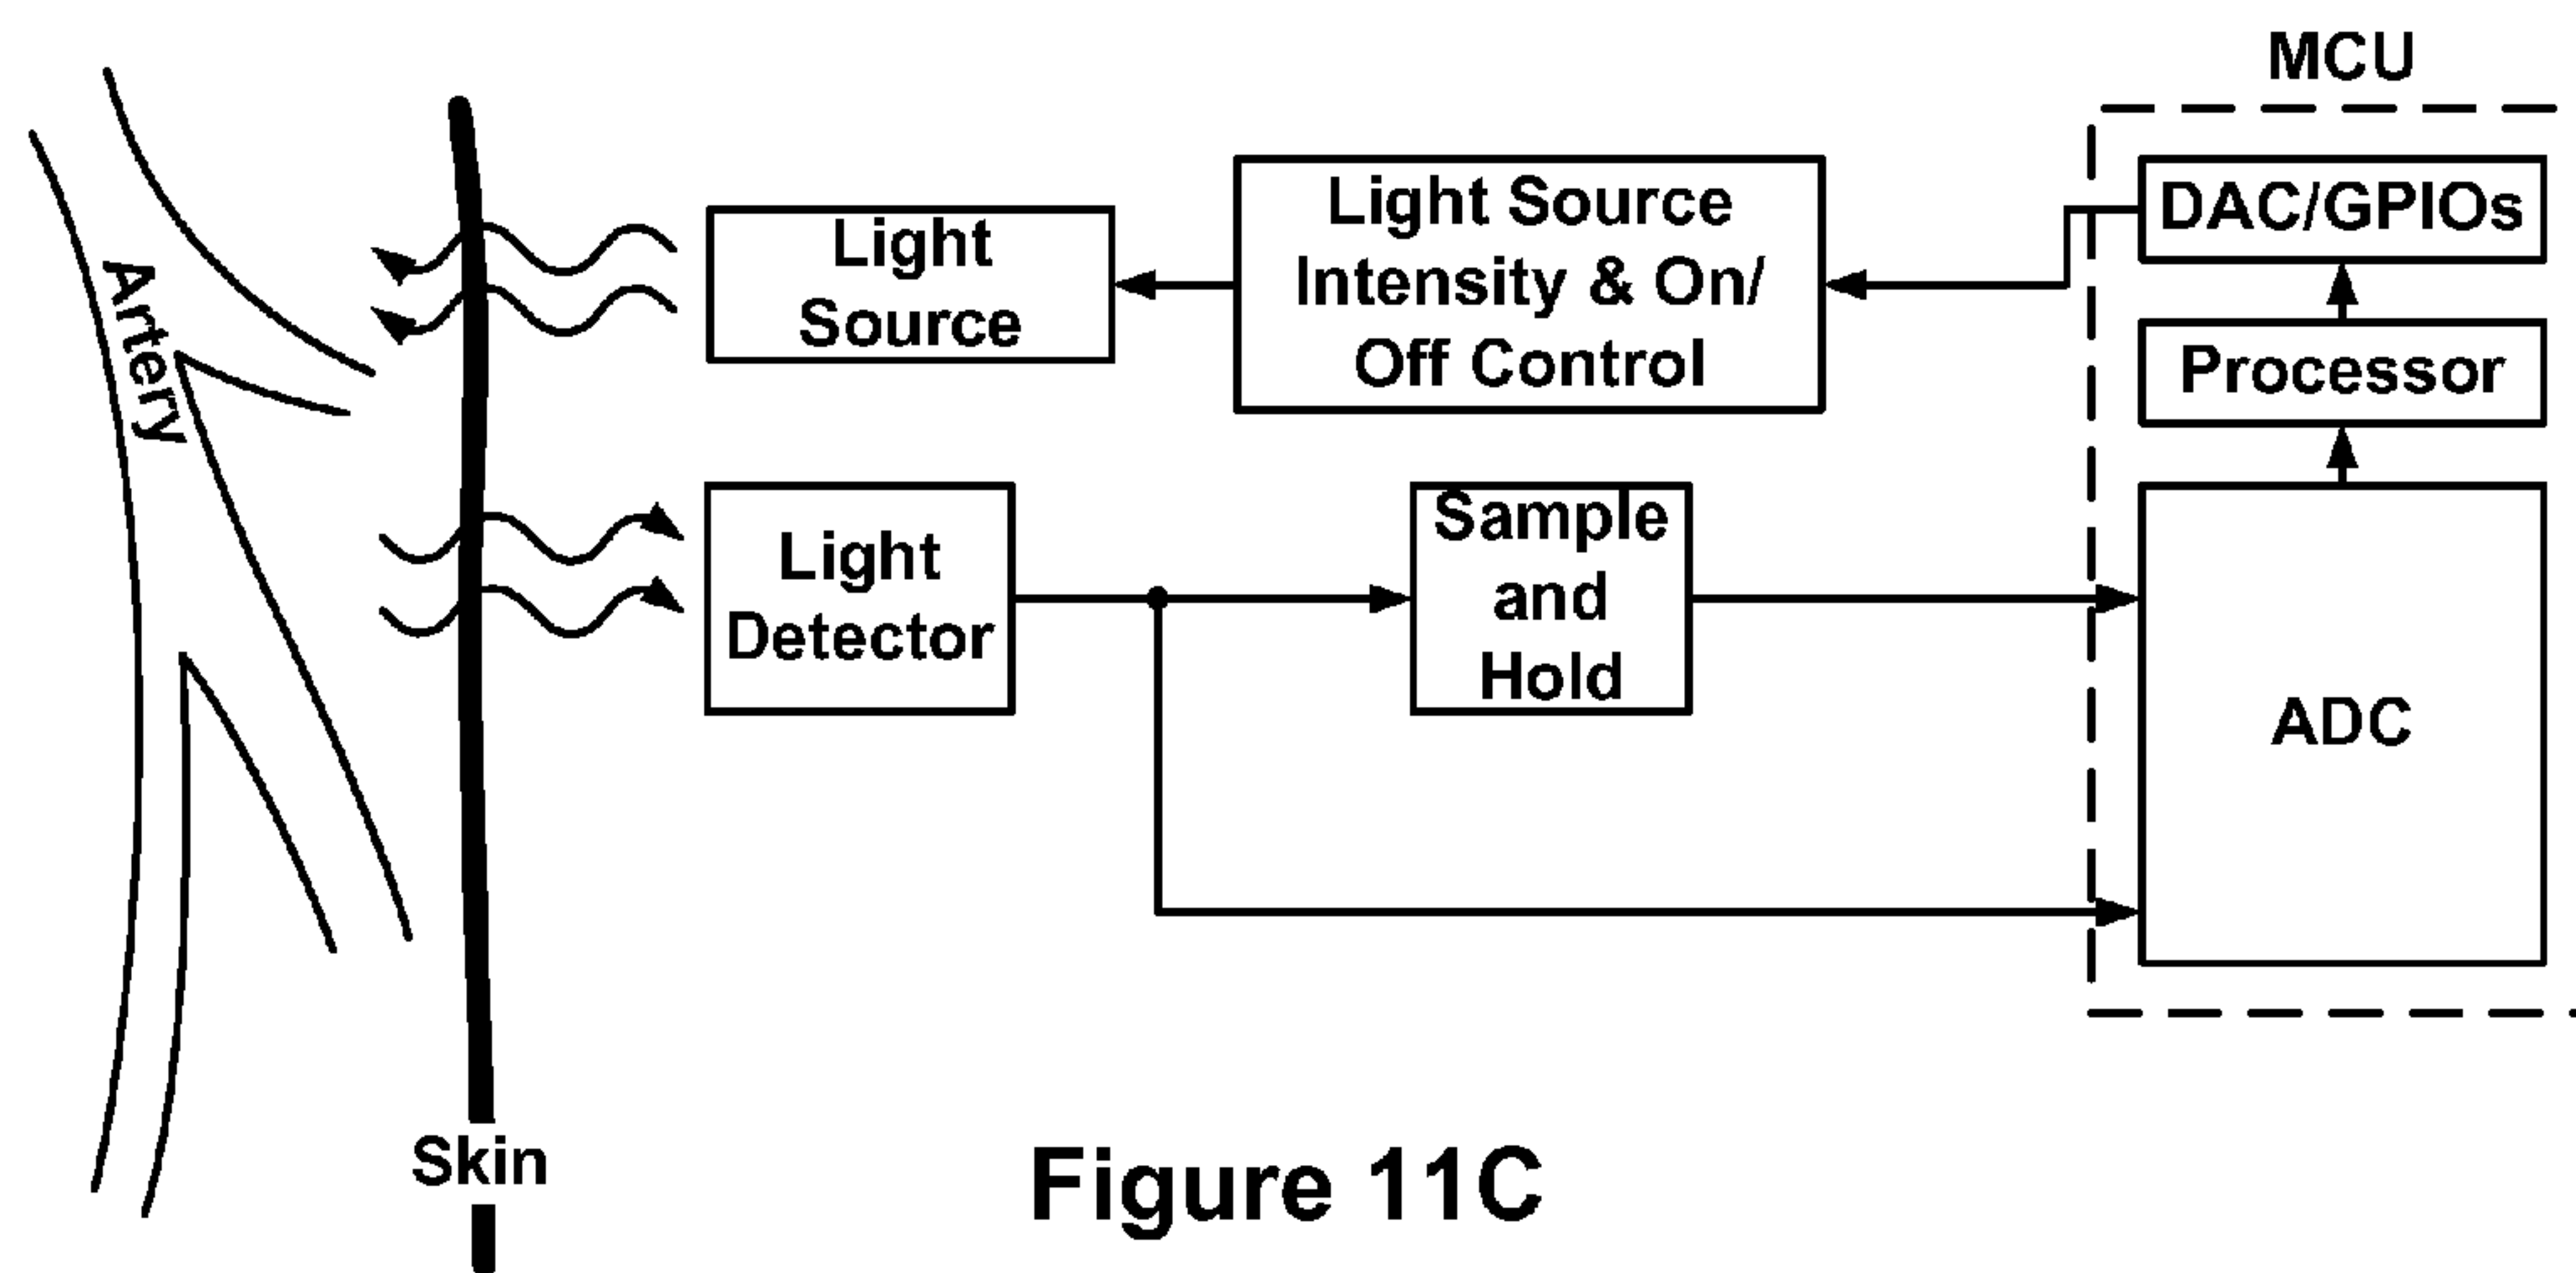 MCU
Light Source
Intensity & On/
Off Control
DAC/GPIOs
Light
Source
Processor
Artery
Light
Detector
Sample
and
Hold
ADC
Skin
Figure 11C